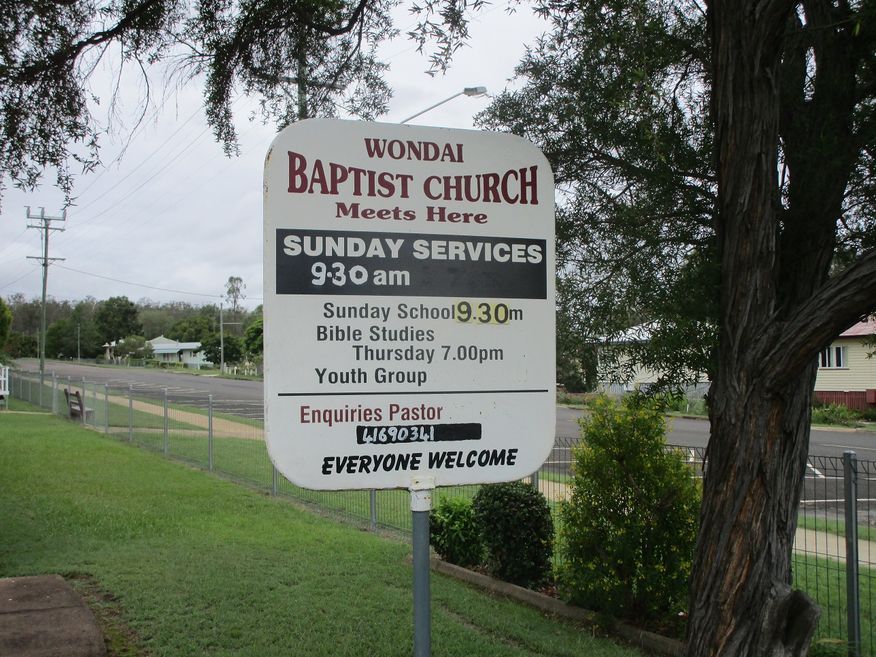 WONDAI
BAPTIST CHURCH
Meets Here
SUNDAY SERVICES
9.30 am
Sunday School 9.30m
Bible Studies
Thursday 7.00pm
Youth Group
Enquiries Pastor
41690341
EVERYONE WELCOME